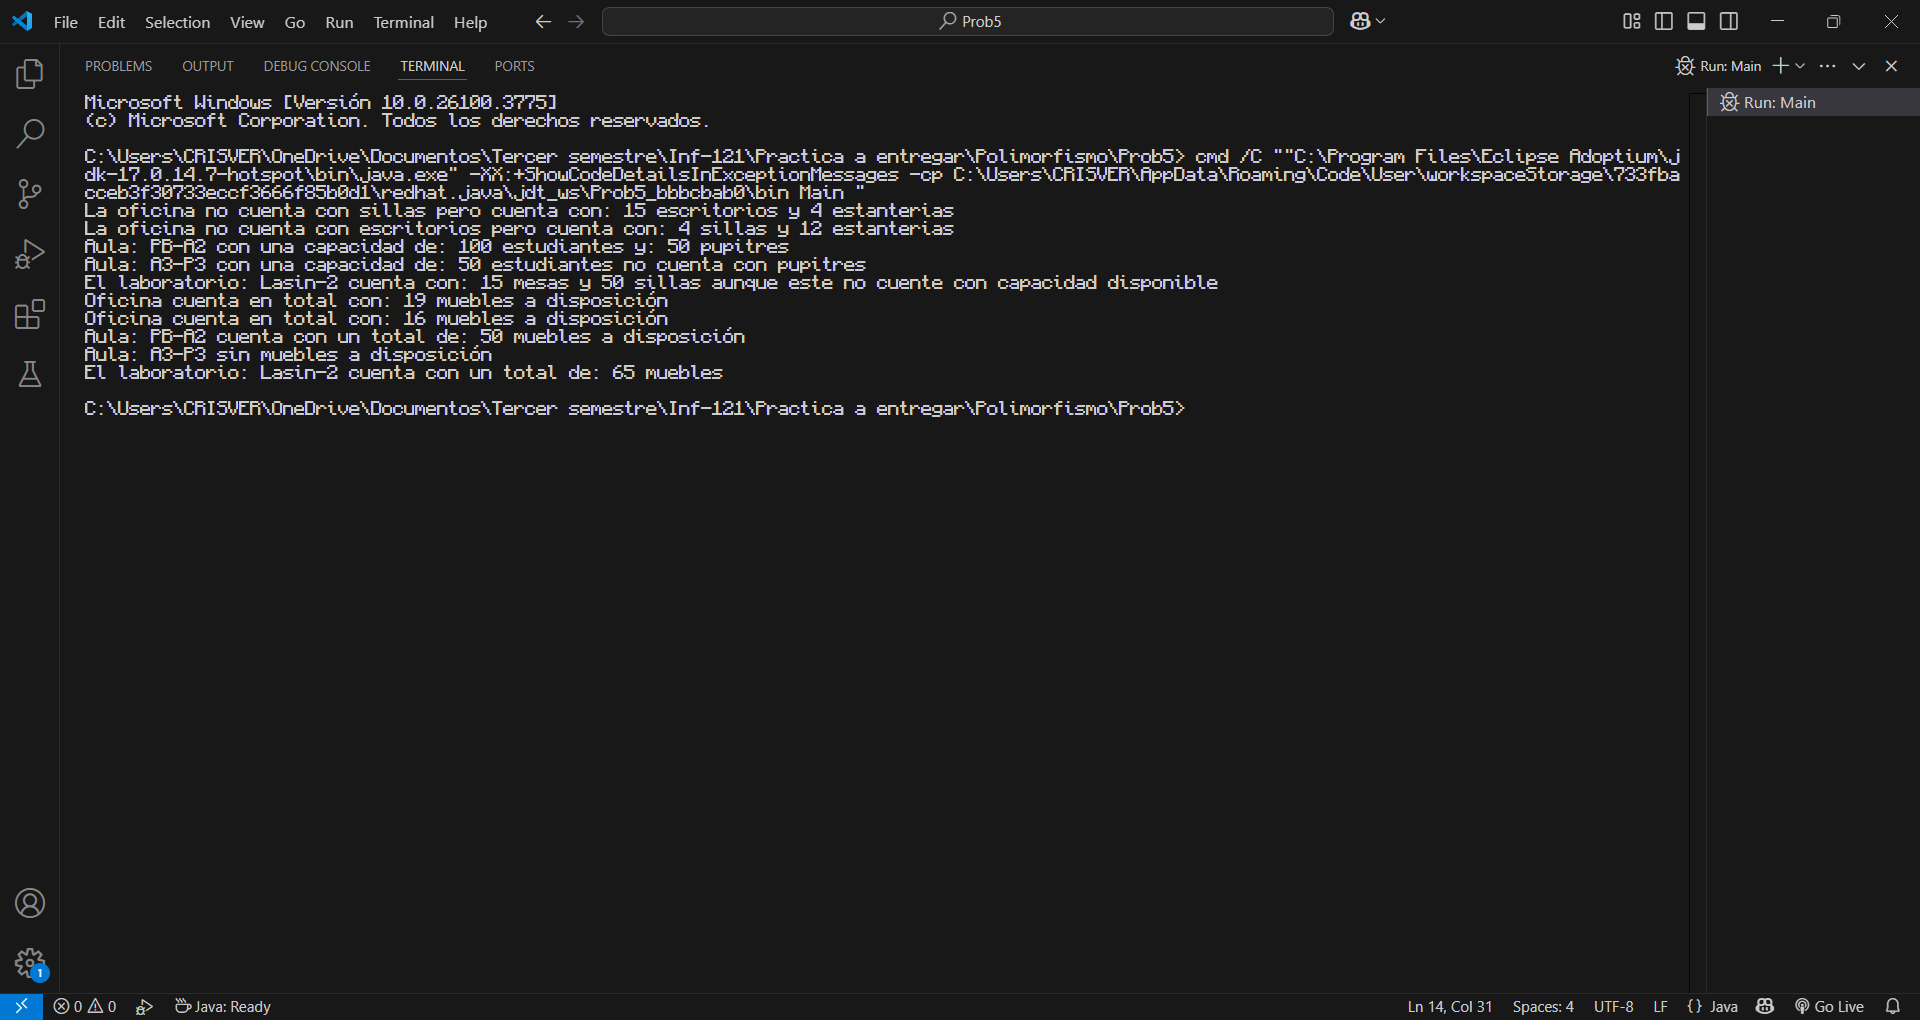 File Edit Selection View Go Run Terminal Help
Prob5
PROBLEMS OUTPUT DEBUG CONSOLE TERMINAL PORTS
Run: Main
Run: Main
Microsoft Windows [Versión 10.0.26100.3775]
(c) Microsoft Corporation. Todos los derechos reservados.
C:\Users\CRISVER\OneDrive\Documentos\Tercer semestre\Inf-121\Practica a entregar\Polimorfismo\Prob5> cmd /C ""C:\Program Files\Eclipse Adoptium\j
dk-17.0.14.7-hotspot\bin\java.exe" -XX:+ShowCodeDetailsInExceptionMessages -cp C:\Users\CRISVER\AppData\Roaming\Code\User\workspaceStorage\733fba
cceb3f30733eccf3666f85b0d1\redhat.java\jdt_ws\Prob5_bbbcbab0\bin Main "
La oficina no cuenta con sillas pero cuenta con: 15 escritorios y 4 estanterias
La oficina no cuenta con escritorios pero cuenta con: 4 sillas y 12 estanterias
Aula: PB-A2 con una capacidad de: 100 estudiantes y: 50 pupitres
Aula: A3-P3 con una capacidad de: 50 estudiantes no cuenta con pupitres
El laboratorio: Lasin-2 cuenta con: 15 mesas y 50 sillas aunque este no cuente con capacidad disponible
Oficina cuenta en total con: 19 muebles a disposición
Oficina cuenta en total con: 16 muebles a disposición
Aula: PB-A2 cuenta con un total de: 50 muebles a disposición
Aula: A3-P3 sin muebles a disposición
El laboratorio: Lasin-2 cuenta con un total de: 65 muebles
C:\Users\CRISVER\OneDrive\Documentos\Tercer semestre\Inf-121\Practica a entregar\Polimorfismo\Prob5>
1
0 0 Java: Ready Ln 14, Col 31 Spaces: 4 UTF-8 LF {} Java Go Live